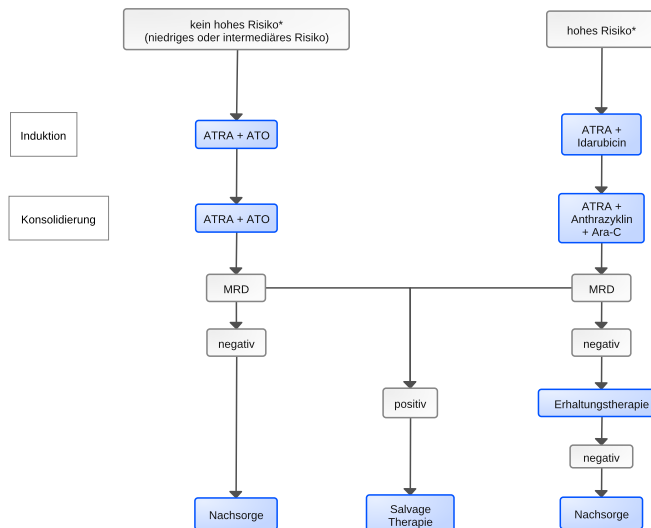 kein hohes Risiko*
(niedriges oder intermediäres Risiko)
hohes Risiko*
Induktion
ATRA + ATO
ATRA +
Idarubicin
Konsolidierung
ATRA + ATO
ATRA +
Anthrazyklin
+ Ara-C
MRD
MRD
negativ
negativ
positiv
Erhaltungstherapie
negativ
Nachsorge
Salvage
Therapie
Nachsorge